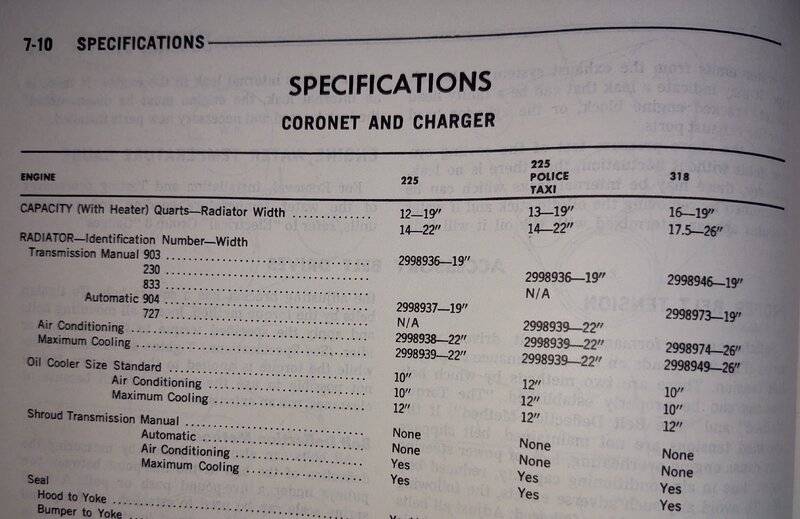 7-10 SPECIFICATIONS
SPECIFICATIONS
CORONET AND CHARGER
ENGINE 225 225 POLICE TAXI 318
CAPACITY (With Heater) Quarts—Radiator Width 12—19″ 13—19″ 16—19″
14—22″ 14—22″ 17.5—26″
RADIATOR—Identification Number—Width
Transmission Manual 903 2998936—19″
230 2998936—19″ 2998946—19″
833 N/A
Automatic 904 2998937—19″
727 N/A 2998939—22″ 2998973—19″
Air Conditioning 2998938—22″ 2998939—22″ 2998974—26″
Maximum Cooling 2998939—22″ 2998939—22″ 2998949—26″
Oil Cooler Size Standard 10″ 12″ 10″
Air Conditioning 10″ 12″ 10″
Maximum Cooling 12″ 12″ 12″
Shroud Transmission Manual None None None
Automatic None None None
Air Conditioning Yes Yes Yes
Maximum Cooling Yes Yes Yes
Seal
Hood to Yoke
Bumper to Yoke